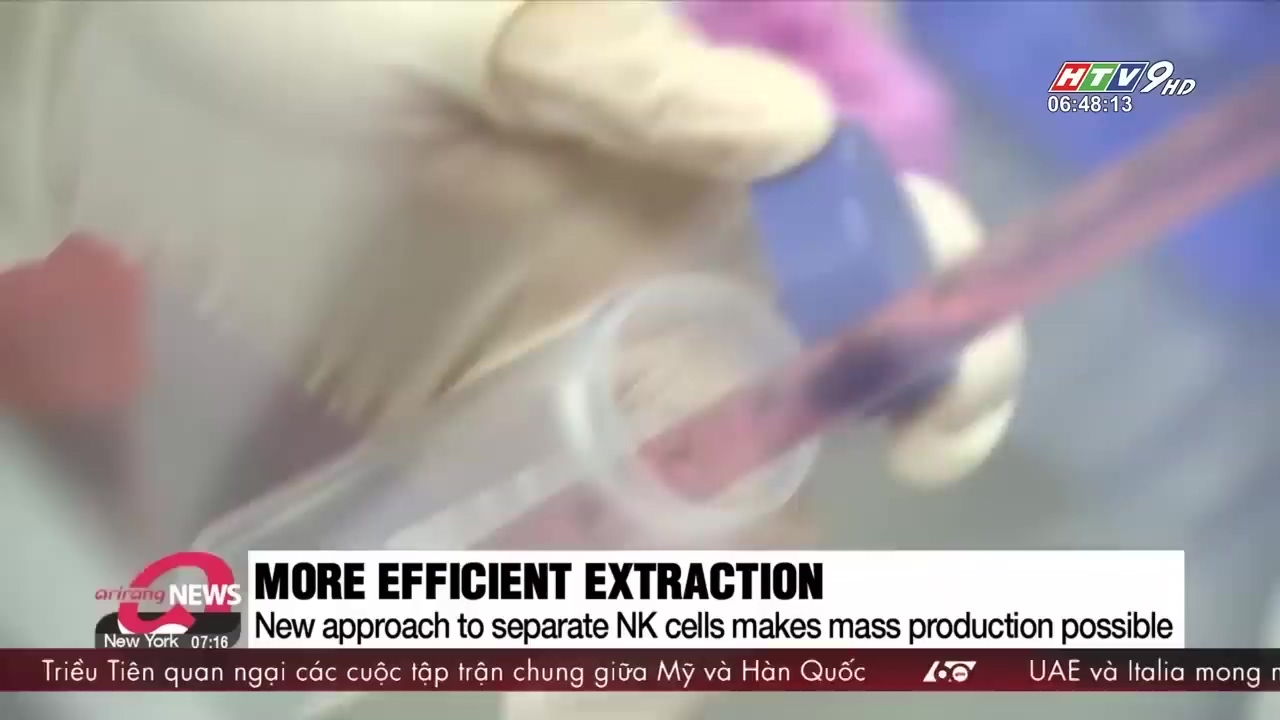 HTV9 HD
06:48:13
MORE EFFICIENT EXTRACTION
arirang NEWS
New approach to separate NK cells makes mass production possible
New York 07:16
Triều Tiên quan ngại các cuộc tập trận chung giữa Mỹ và Hàn Quốc
UAE và Italia mong